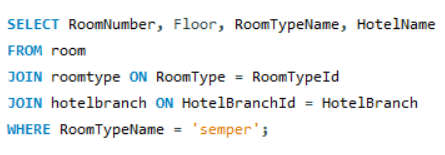 SELECT RoomNumber, Floor, RoomTypeName, HotelName
FROM room
JOIN roomtype ON RoomType = RoomTypeId
JOIN hotelbranch ON HotelBranchId = HotelBranch
WHERE RoomTypeName = 'semper';